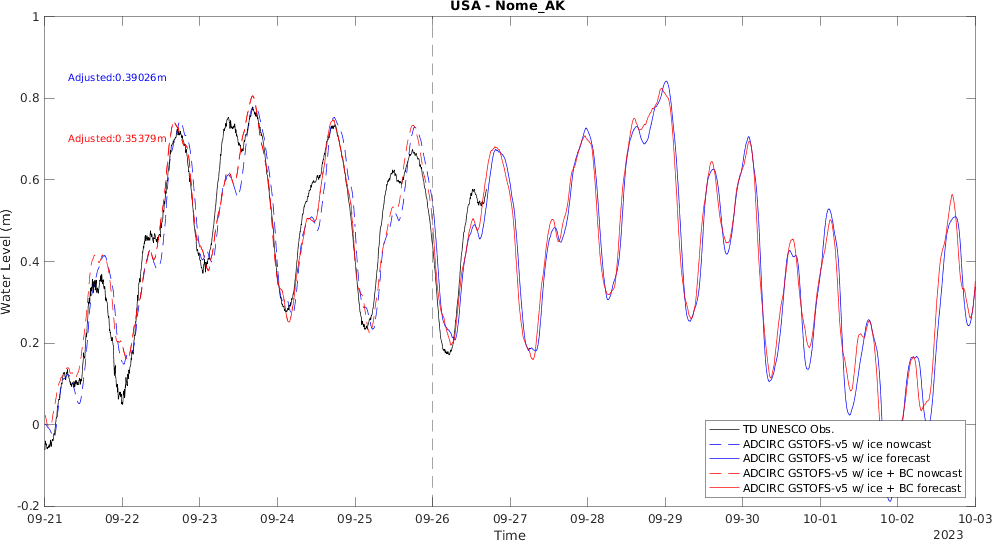 USA - Nome_AK
1
0.8
0.6
0.4
0.2
0
-0.2
Water Level (m)
Adjusted:0.39026m
Adjusted:0.35379m
TD UNESCO Obs.
ADCIRC GSTOFS-v5 w/ ice nowcast
ADCIRC GSTOFS-v5 w/ ice forecast
ADCIRC GSTOFS-v5 w/ ice + BC nowcast
ADCIRC GSTOFS-v5 w/ ice + BC forecast
09-21 09-22 09-23 09-24 09-25 09-26 09-27 09-28 09-29 09-30 10-01 10-02 10-03
Time
2023